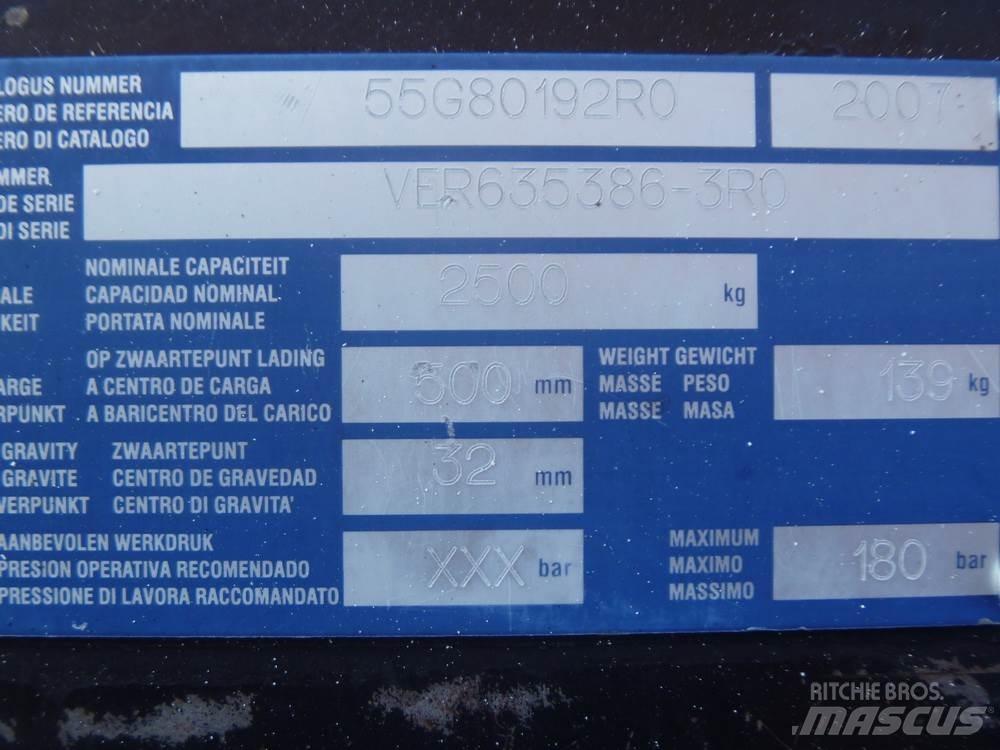 LOGUS NUMMER 55G80192R0 2007
ERO DE REFERENCIA
ERO DI CATALOGO
MMER VER635386-3R0
DE SERIE
DI SERIE
NOMINALE CAPACITEIT 2500 kg
ALE CAPACIDAD NOMINAL
KEIT PORTATA NOMINALE
OP ZWAARTEPUNT LADING 500 mm WEIGHT GEWICHT 139 kg
ARGE A CENTRO DE CARGA MASSE PESO
RPUNKT A BARICENTRO DEL CARICO MASSE MASA
GRAVITY ZWAARTEPUNT 32 mm
GRAVITE CENTRO DE GRAVEDAD
WERPUNKT CENTRO DI GRAVITA'
AANBEVOLEN WERKDRUK XXX bar MAXIMUM 180 bar
PRESION OPERATIVA RECOMENDADO MAXIMO
PRESSIONE DI LAVORA RACCOMANDATO MASSIMO
RITCHIE BROS.
MASCUS